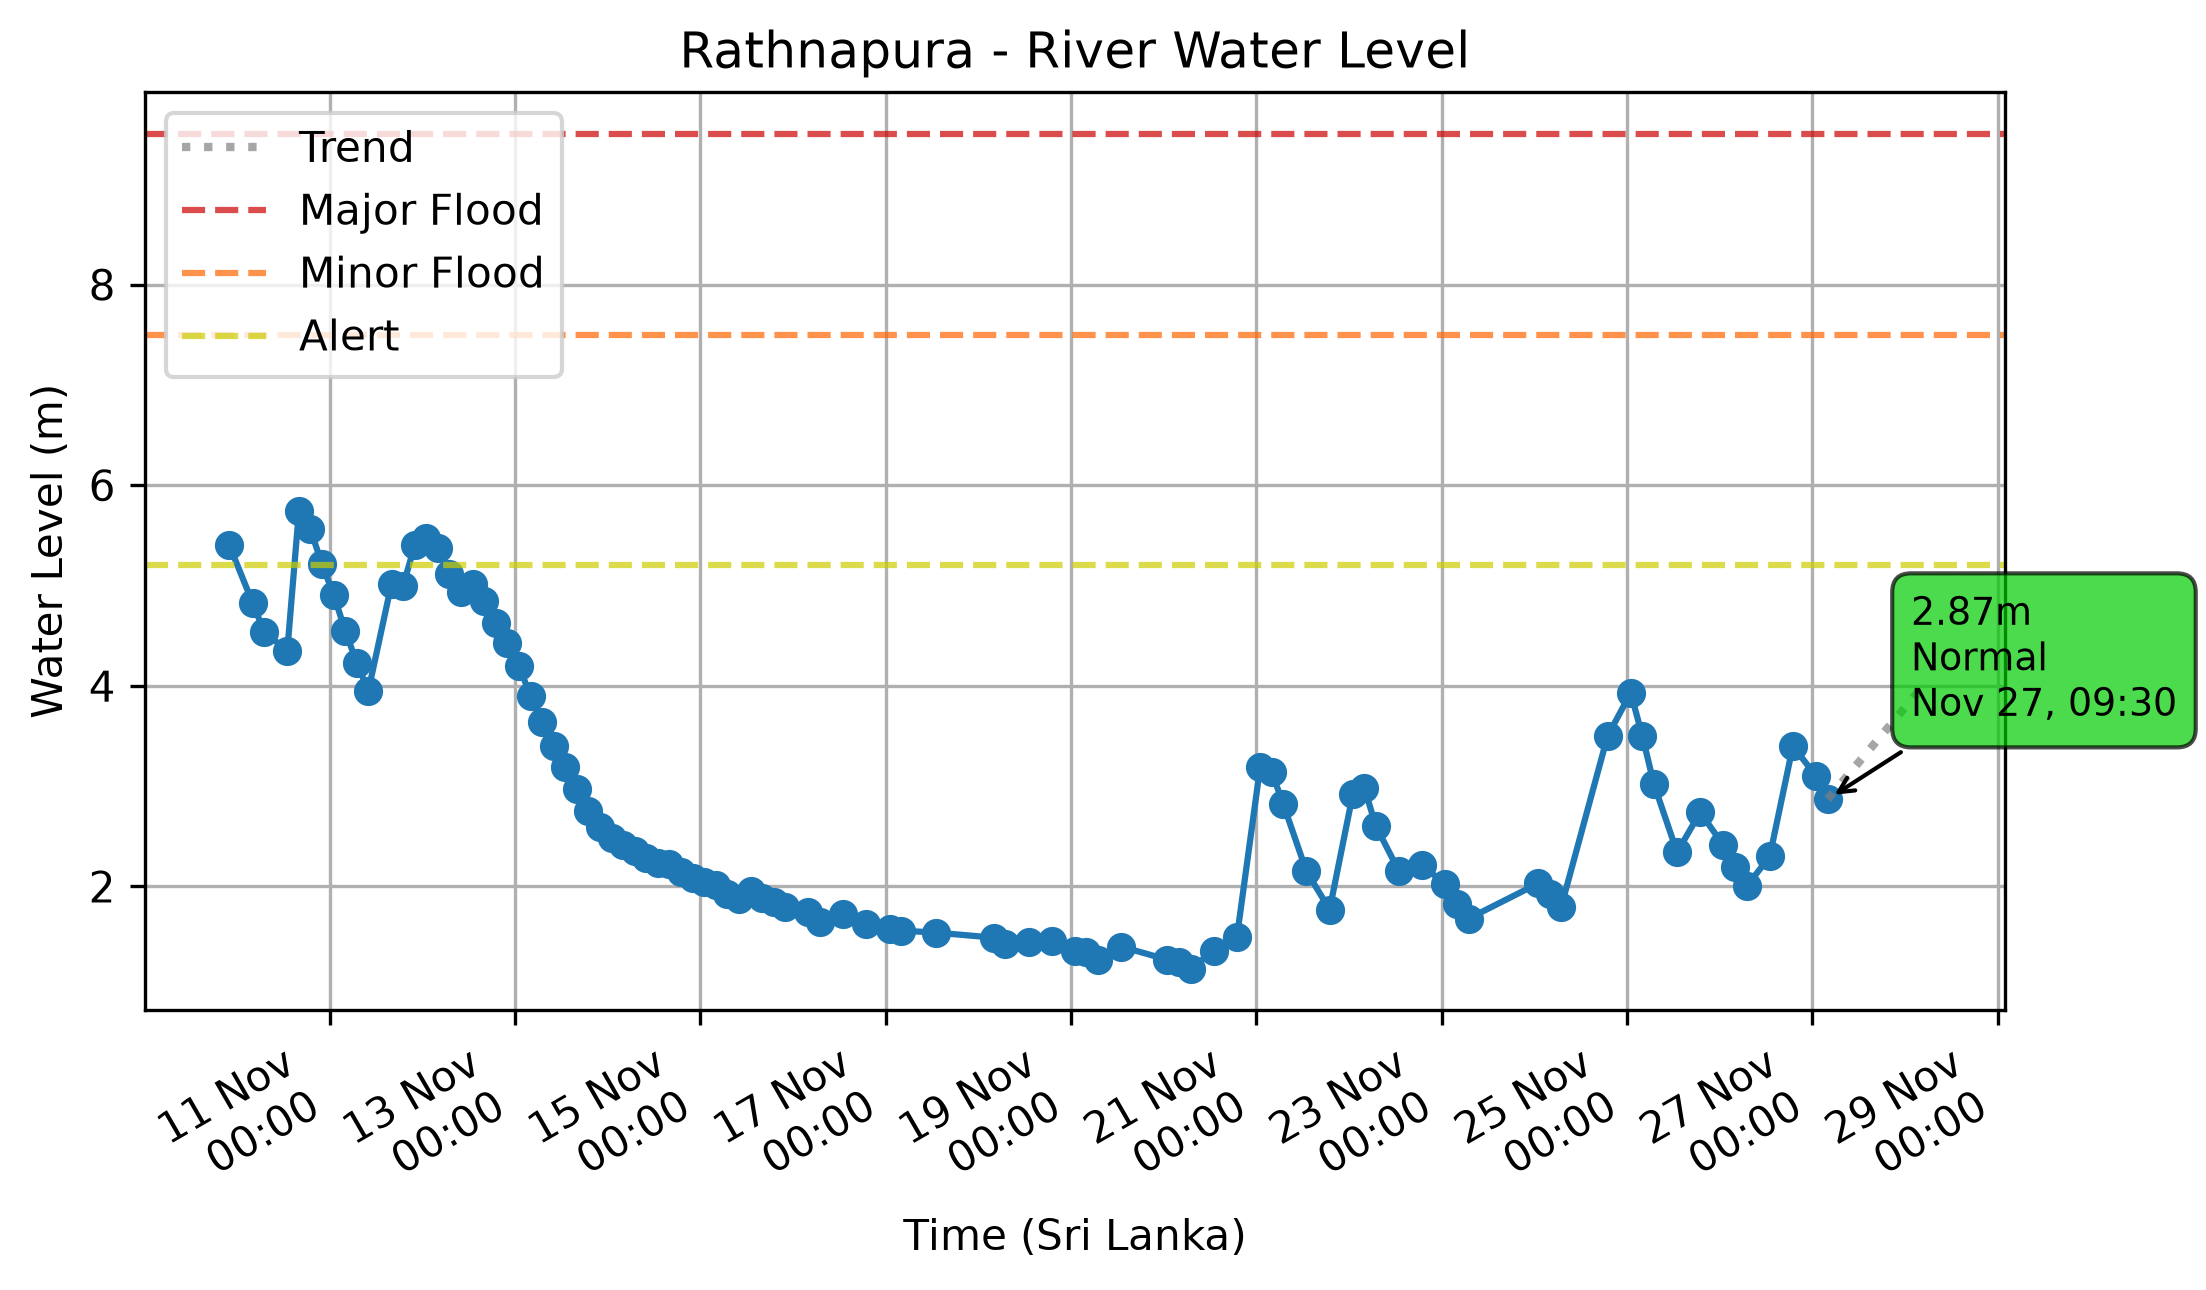 Rathnapura - River Water Level
Trend
Major Flood
Minor Flood
Alert
8
6
4
2
Water Level (m)
2.87m
Normal
Nov 27, 09:30
11 Nov
00:00
13 Nov
00:00
15 Nov
00:00
17 Nov
00:00
19 Nov
00:00
21 Nov
00:00
23 Nov
00:00
25 Nov
00:00
27 Nov
00:00
29 Nov
00:00
Time (Sri Lanka)